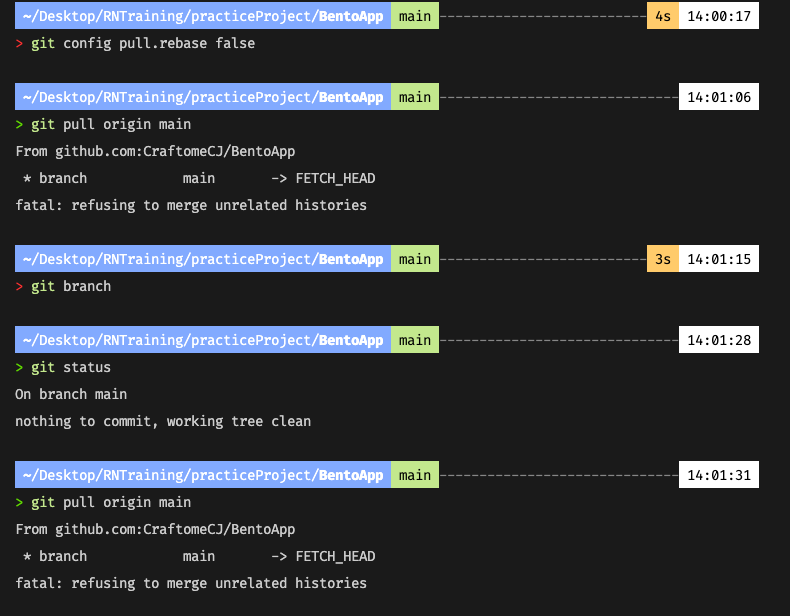 ~/Desktop/RNTraining/practiceProject/BentoApp main 4s 14:00:17
> git config pull.rebase false
~/Desktop/RNTraining/practiceProject/BentoApp main 14:01:06
> git pull origin main
From github.com:CraftomeCJ/BentoApp
 * branch            main       -> FETCH_HEAD
fatal: refusing to merge unrelated histories
~/Desktop/RNTraining/practiceProject/BentoApp main 3s 14:01:15
> git branch
~/Desktop/RNTraining/practiceProject/BentoApp main 14:01:28
> git status
On branch main
nothing to commit, working tree clean
~/Desktop/RNTraining/practiceProject/BentoApp main 14:01:31
> git pull origin main
From github.com:CraftomeCJ/BentoApp
 * branch            main       -> FETCH_HEAD
fatal: refusing to merge unrelated histories